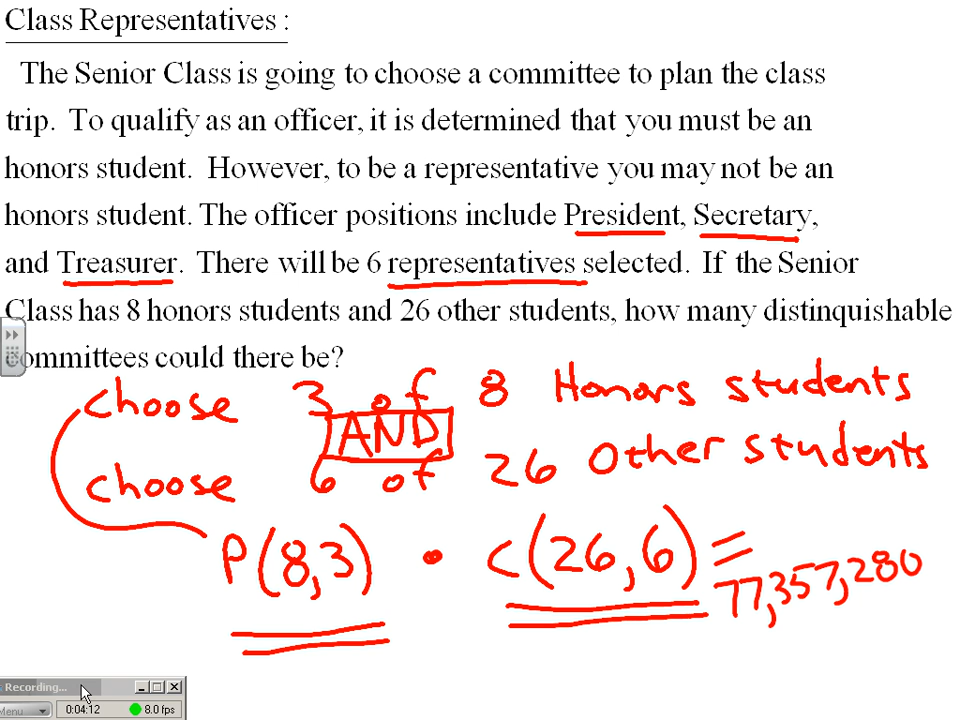 Class Representatives :
The Senior Class is going to choose a committee to plan the class
trip. To qualify as an officer, it is determined that you must be an
honors student. However, to be a representative you may not be an
honors student. The officer positions include President, Secretary,
and Treasurer. There will be 6 representatives selected. If the Senior
Class has 8 honors students and 26 other students, how many distinquishable
committees could there be?
choose 3 of 8 Honors students
AND
choose 6 of 26 Other students
P(8,3) • C(26,6) =
77,357,280
Recording...
Menu 0:04:12 8.0 fps